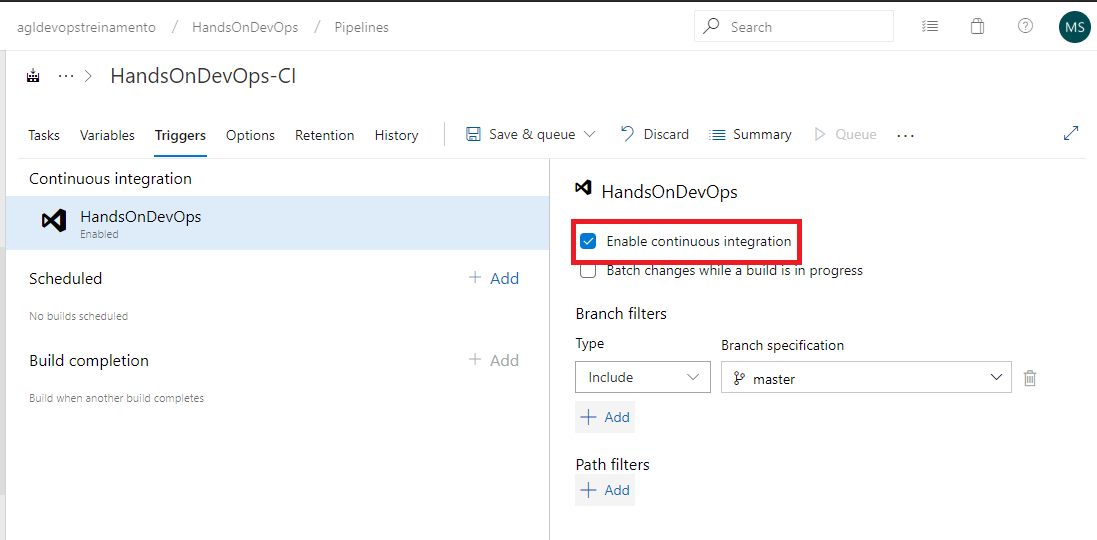 agldevopstreinamento / HandsOnDevOps / Pipelines Search MS
... > HandsOnDevOps-CI
Tasks Variables Triggers Options Retention History Save & queue Discard Summary Queue ...
Continuous integration
HandsOnDevOps
Enabled
Scheduled + Add
No builds scheduled
Build completion + Add
Build when another build completes
HandsOnDevOps
Enable continuous integration
Batch changes while a build is in progress
Branch filters
Type Branch specification
Include master
+ Add
Path filters
+ Add